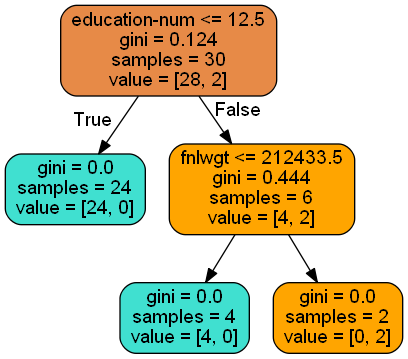 education-num <= 12.5
gini = 0.124
samples = 30
value = [28, 2]
True
False
gini = 0.0
samples = 24
value = [24, 0]
fnlwgt <= 212433.5
gini = 0.444
samples = 6
value = [4, 2]
gini = 0.0
samples = 4
value = [4, 0]
gini = 0.0
samples = 2
value = [0, 2]